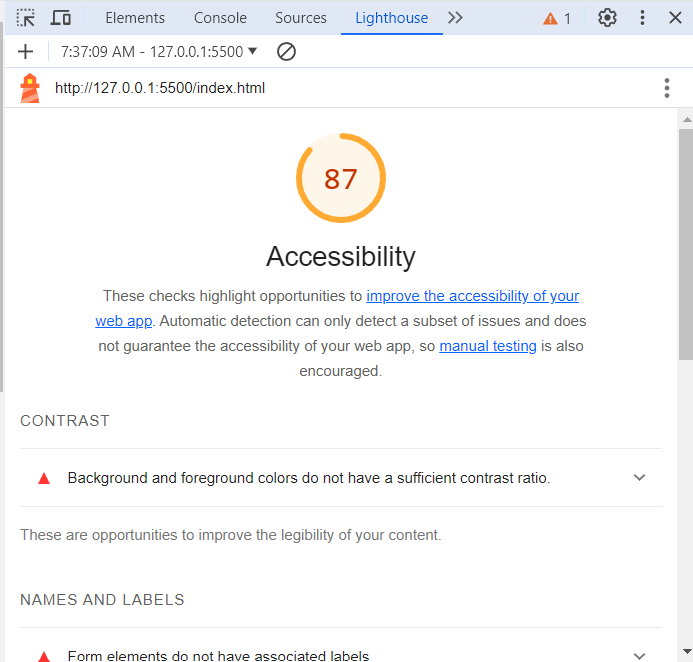 Elements Console Sources Lighthouse 1
7:37:09 AM - 127.0.0.1:5500
http://127.0.0.1:5500/index.html
87
Accessibility
These checks highlight opportunities to improve the accessibility of your
web app. Automatic detection can only detect a subset of issues and does
not guarantee the accessibility of your web app, so manual testing is also
encouraged.
CONTRAST
Background and foreground colors do not have a sufficient contrast ratio.
These are opportunities to improve the legibility of your content.
NAMES AND LABELS
Form elements do not have associated labels